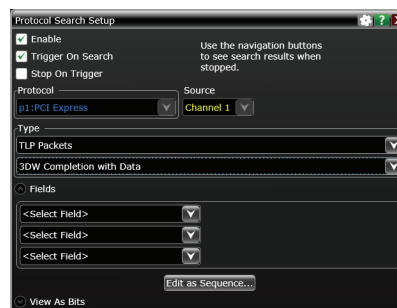 Protocol Search Setup
?
Enable
Trigger On Search
Stop On Trigger
Use the navigation buttons
to see search results when
stopped.
Protocol
Source
p1:PCI Express
Channel 1
Type
TLP Packets
3DW Completion with Data
Fields
<Select Field>
<Select Field>
<Select Field>
Edit as Sequence...
View As Bits